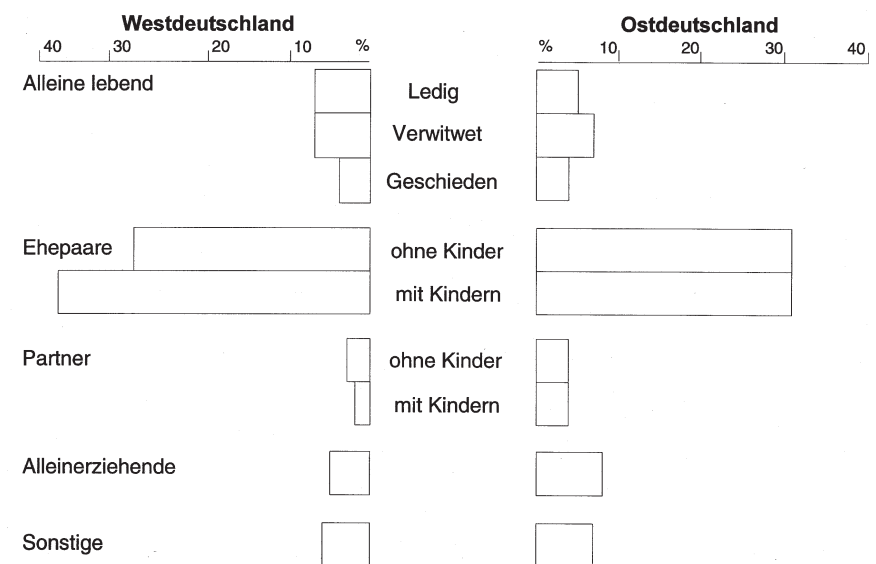 Westdeutschland Ostdeutschland
40 30 20 10 % % 10 20 30 40
Alleine lebend
Ledig
Verwitwet
Geschieden
Ehepaare
ohne Kinder
mit Kindern
Partner
ohne Kinder
mit Kindern
Alleinerziehende
Sonstige